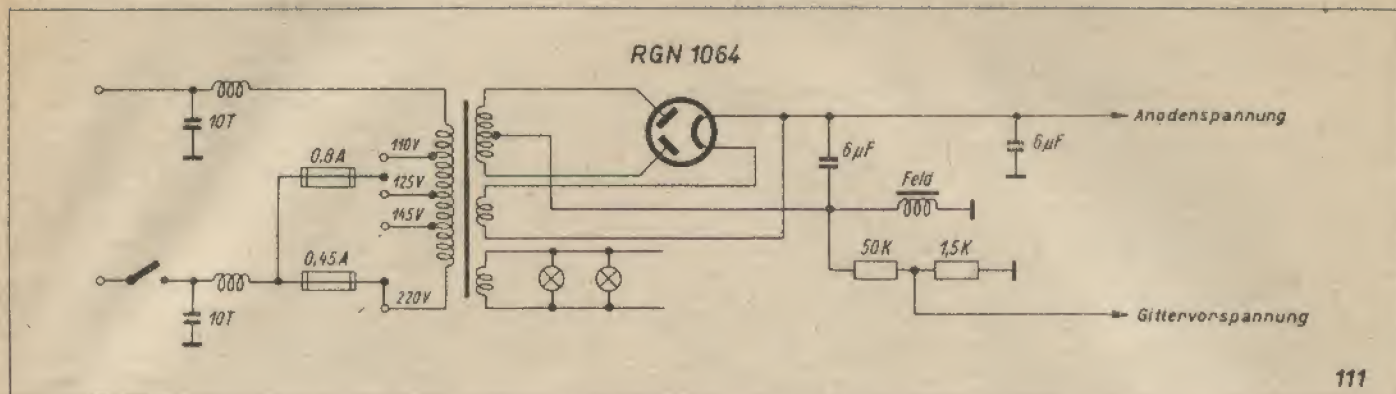 RGN 1064
10T
0.8A
110V
125V
145V
6µF
Anodenspannung
6µF
Feld
0,45A
220V
10T
50K
1,5K
Gittervorspannung
111